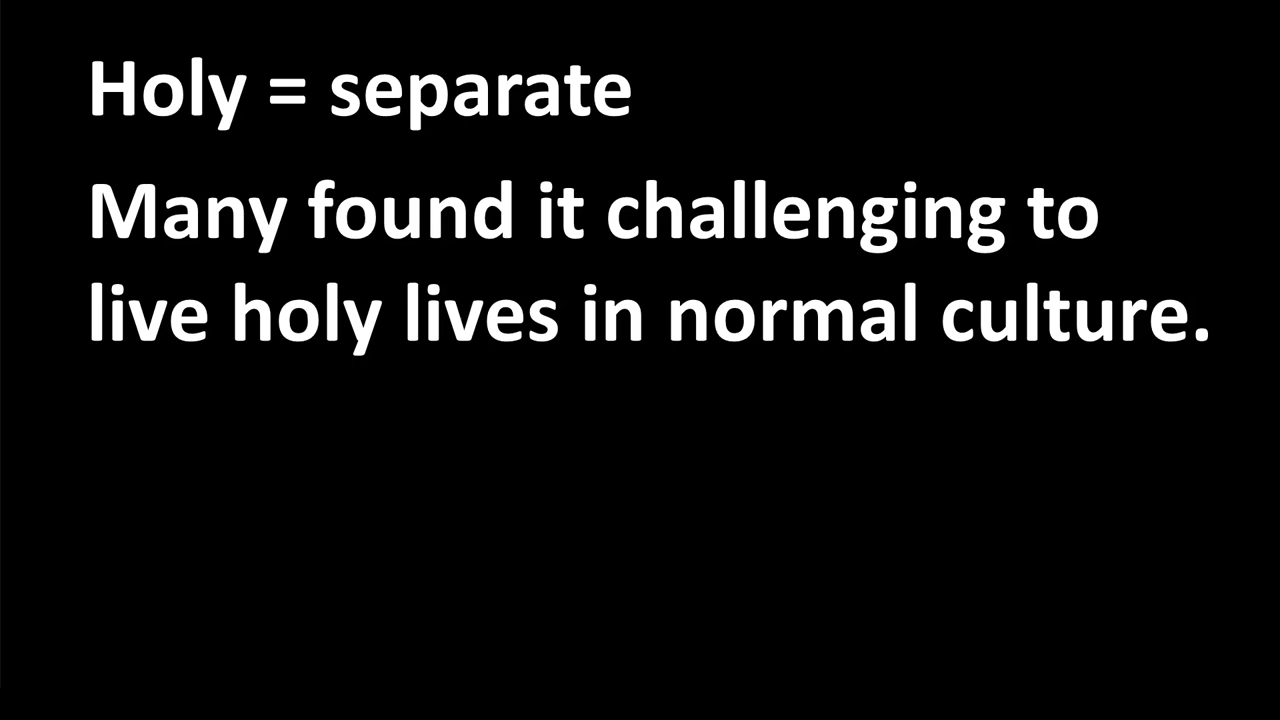 Holy = separate
Many found it challenging to
live holy lives in normal culture.